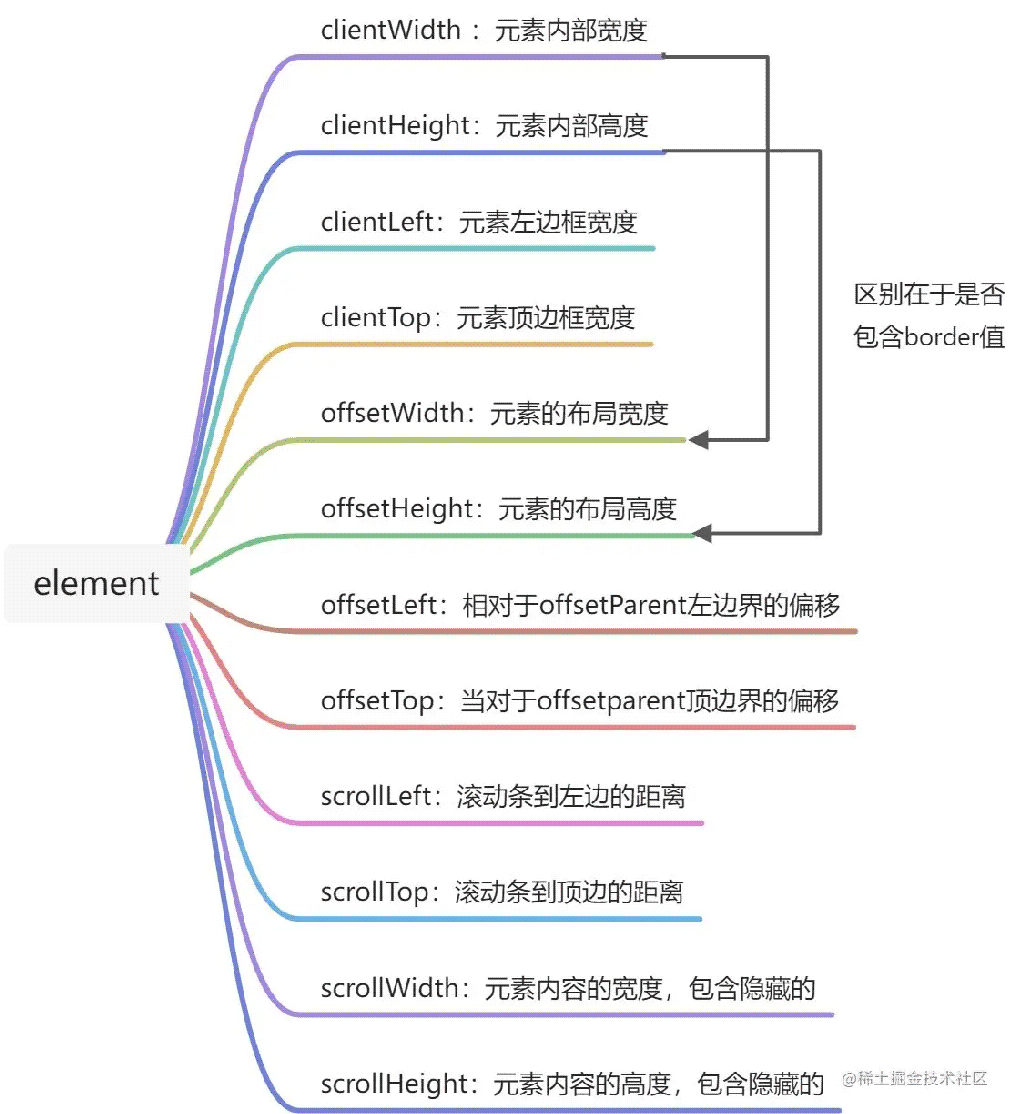 clientWidth ：元素内部宽度
clientHeight：元素内部高度
clientLeft：元素左边框宽度
区别在于是否
clientTop：元素顶边框宽度
包含border值
offsetWidth：元素的布局宽度
offsetHeight：元素的布局高度
element
offsetLeft：相对于offsetParent左边界的偏移
offsetTop：当对于offsetparent顶边界的偏移
scrollLeft：滚动条到左边的距离
scrollTop：滚动条到顶边的距离
scrollWidth：元素内容的宽度，包含隐藏的
scrollHeight：元素内容的高度，包含隐藏的
@稀土掘金技术社区